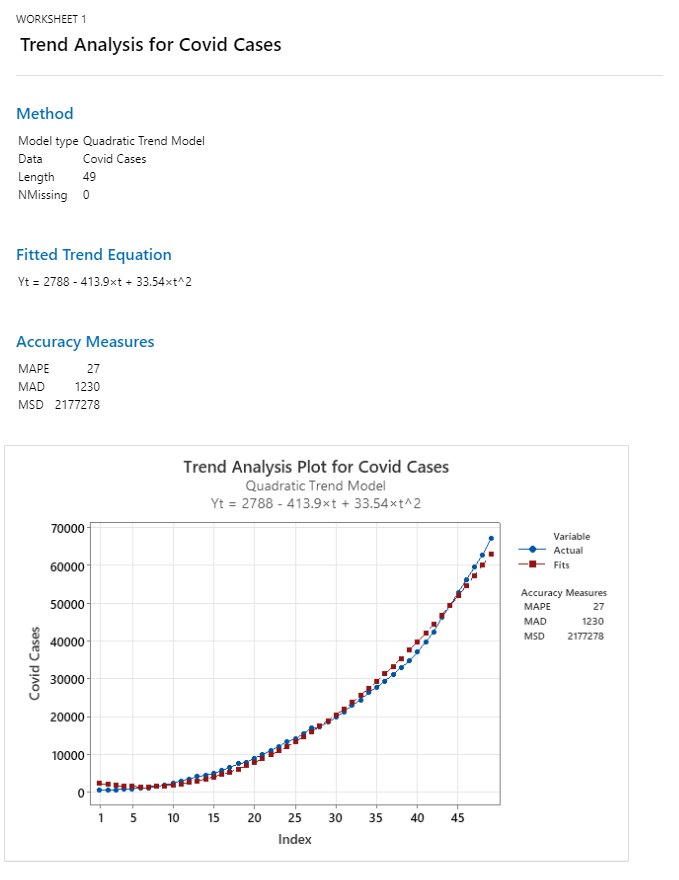 WORKSHEET 1
Trend Analysis for Covid Cases
Method
Model type Quadratic Trend Model
Data Covid Cases
Length 49
NMissing 0
Fitted Trend Equation
Yt = 2788 - 413.9×t + 33.54×t^2
Accuracy Measures
MAPE 27
MAD 1230
MSD 2177278
Trend Analysis Plot for Covid Cases
Quadratic Trend Model
Yt = 2788 - 413.9×t + 33.54×t^2
70000
60000
50000
40000
30000
20000
10000
0
Covid Cases
1 5 10 15 20 25 30 35 40 45
Index
Variable
Actual
Fits
Accuracy Measures
MAPE 27
MAD 1230
MSD 2177278